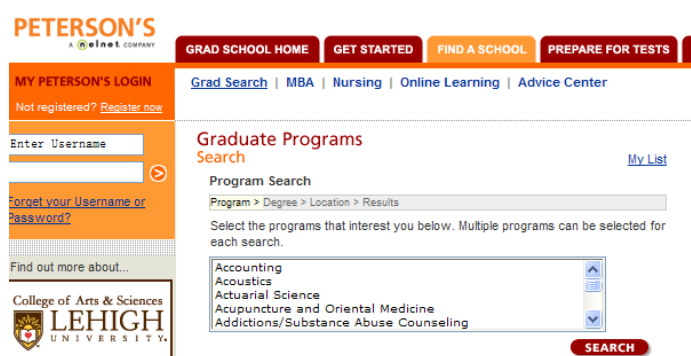 PETERSON'S
A nelnet COMPANY
GRAD SCHOOL HOME GET STARTED FIND A SCHOOL PREPARE FOR TESTS
MY PETERSON'S LOGIN
Not registered? Register now
Grad Search | MBA | Nursing | Online Learning | Advice Center
Enter Username
Forget your Username or
Password?
Find out more about...
College of Arts & Sciences
LEHIGH
UNIVERSITY.
Graduate Programs
Search
My List
Program Search
Program > Degree > Location > Results
Select the programs that interest you below. Multiple programs can be selected for
each search.
Accounting
Acoustics
Actuarial Science
Acupuncture and Oriental Medicine
Addictions/Substance Abuse Counseling
SEARCH